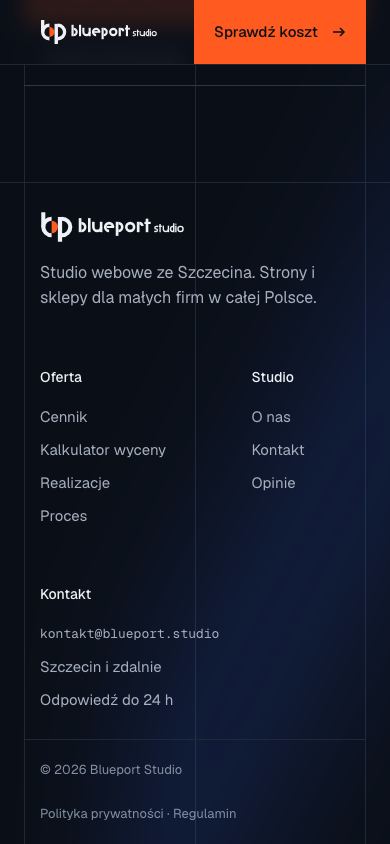 blueport studio
Sprawdź koszt →
blueport studio
Studio webowe ze Szczecina. Strony i
sklepy dla małych firm w całej Polsce.
Oferta
Cennik
Kalkulator wyceny
Realizacje
Proces
Studio
O nas
Kontakt
Opinie
Kontakt
kontakt@blueport.studio
Szczecin i zdalnie
Odpowiedź do 24 h
© 2026 Blueport Studio
Polityka prywatności · Regulamin